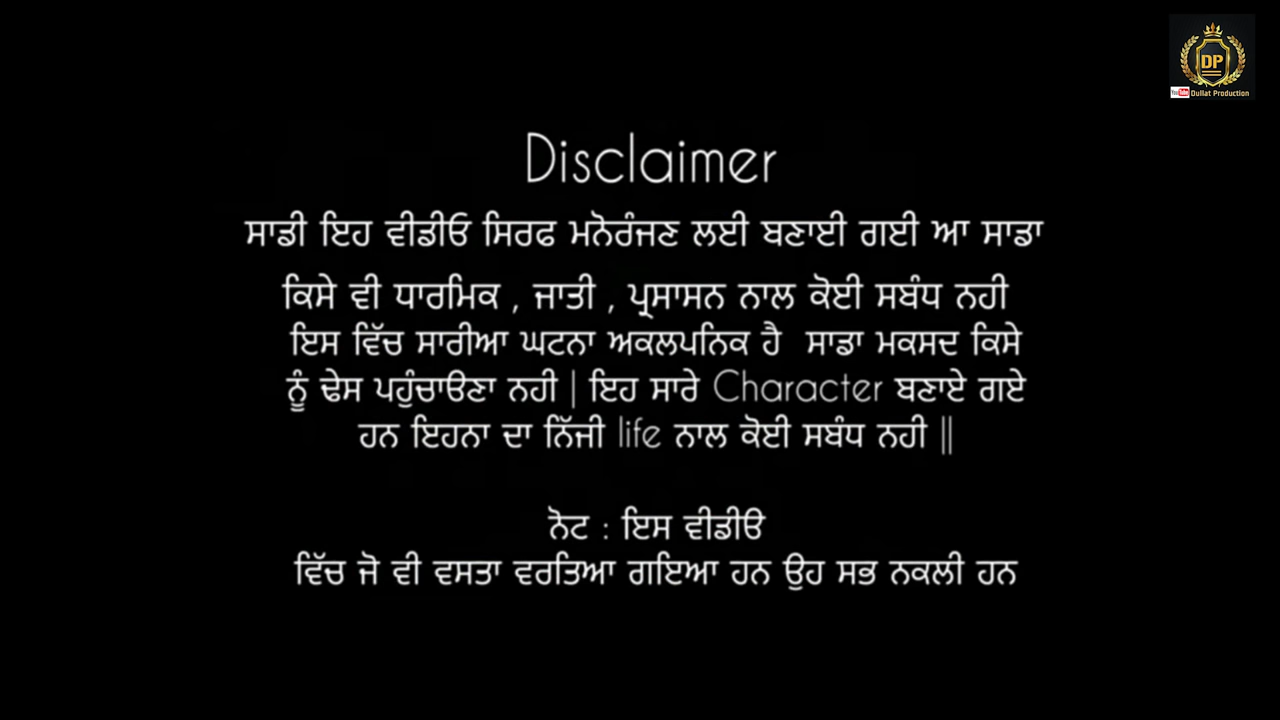 DP
YouTube Dullat Production
Disclaimer
ਸਾਡੀ ਇਹ ਵੀਡੀਓ ਸਿਰਫ ਮਨੋਰੰਜਣ ਲਈ ਬਣਾਈ ਗਈ ਆ ਸਾਡਾ
ਕਿਸੇ ਵੀ ਧਾਰਮਿਕ , ਜਾਤੀ , ਪ੍ਰਸਾਸਨ ਨਾਲ ਕੋਈ ਸਬੰਧ ਨਹੀ
ਇਸ ਵਿੱਚ ਸਾਰੀਆ ਘਟਨਾ ਅਕਲਪਨਿਕ ਹੈ ਸਾਡਾ ਮਕਸਦ ਕਿਸੇ
ਨੂੰ ਢੇਸ ਪਹੁੰਚਾੳਣਾ ਨਹੀ | ਇਹ ਸਾਰੇ Character ਬਣਾਏ ਗਏ
ਹਨ ਇਹਨਾ ਦਾ ਨਿੱਜੀ life ਨਾਲ ਕੋਈ ਸਬੰਧ ਨਹੀ ||
ਨੋਟ : ਇਸ ਵੀਡੀੳ
ਵਿੱਚ ਜੋ ਵੀ ਵਸਤਾ ਵਰਤਿਆ ਗਇਆ ਹਨ ਉਹ ਸਭ ਨਕਲੀ ਹਨ